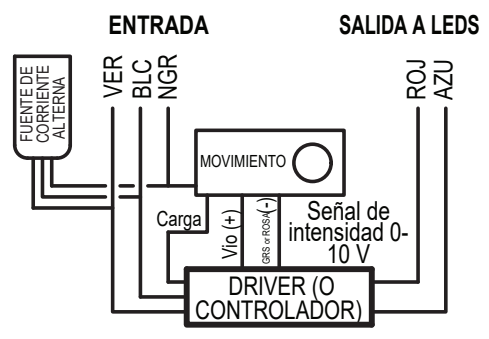 ENTRADA
SALIDA A LEDS
FUENTE DE
CORRIENTE
ALTERNA
VER
BLC
NGR
ROJ
AZU
MOVIMIENTO
Carga
Vio (+)
GRS or ROSA(-)
Señal de
intensidad 0-
10 V
DRIVER (O
CONTROLADOR)